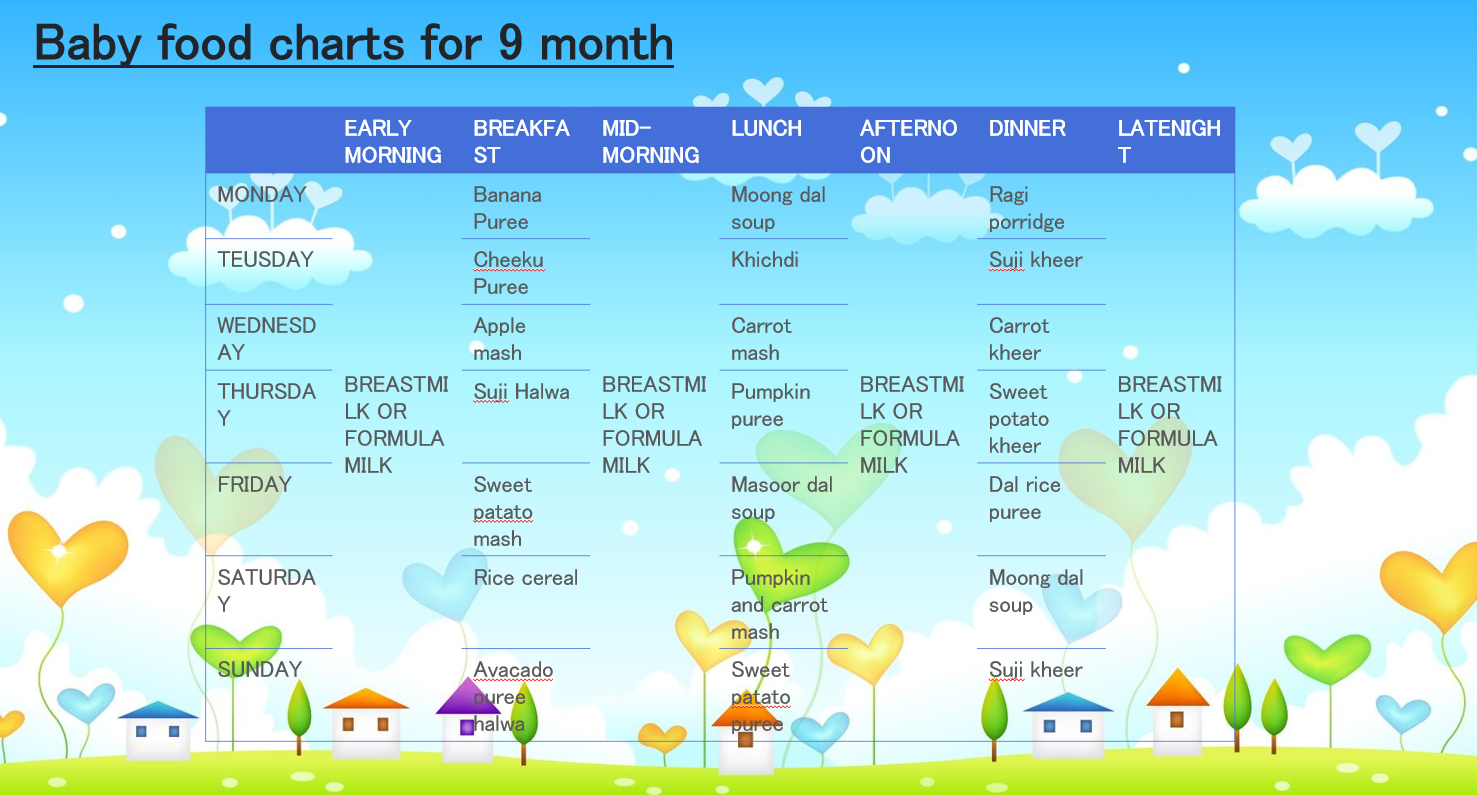 Baby food charts for 9 month
EARLY MORNING BREAKFAST MID-MORNING LUNCH AFTERNOON DINNER LATENIGHT
MONDAY Banana Puree Moong dal soup Ragi porridge
TEUSDAY Cheeku Puree Khichdi Suji kheer
WEDNESDAY Apple mash Carrot mash Carrot kheer
THURSDAY BREASTMILK OR FORMULA MILK Suji Halwa BREASTMILK OR FORMULA MILK Pumpkin puree BREASTMILK OR FORMULA MILK Sweet potato kheer BREASTMILK OR FORMULA MILK
FRIDAY Sweet patato mash Masoor dal soup Dal rice puree
SATURDAY Rice cereal Pumpkin and carrot mash Moong dal soup
SUNDAY Avacado puree halwa Sweet patato puree Suji kheer